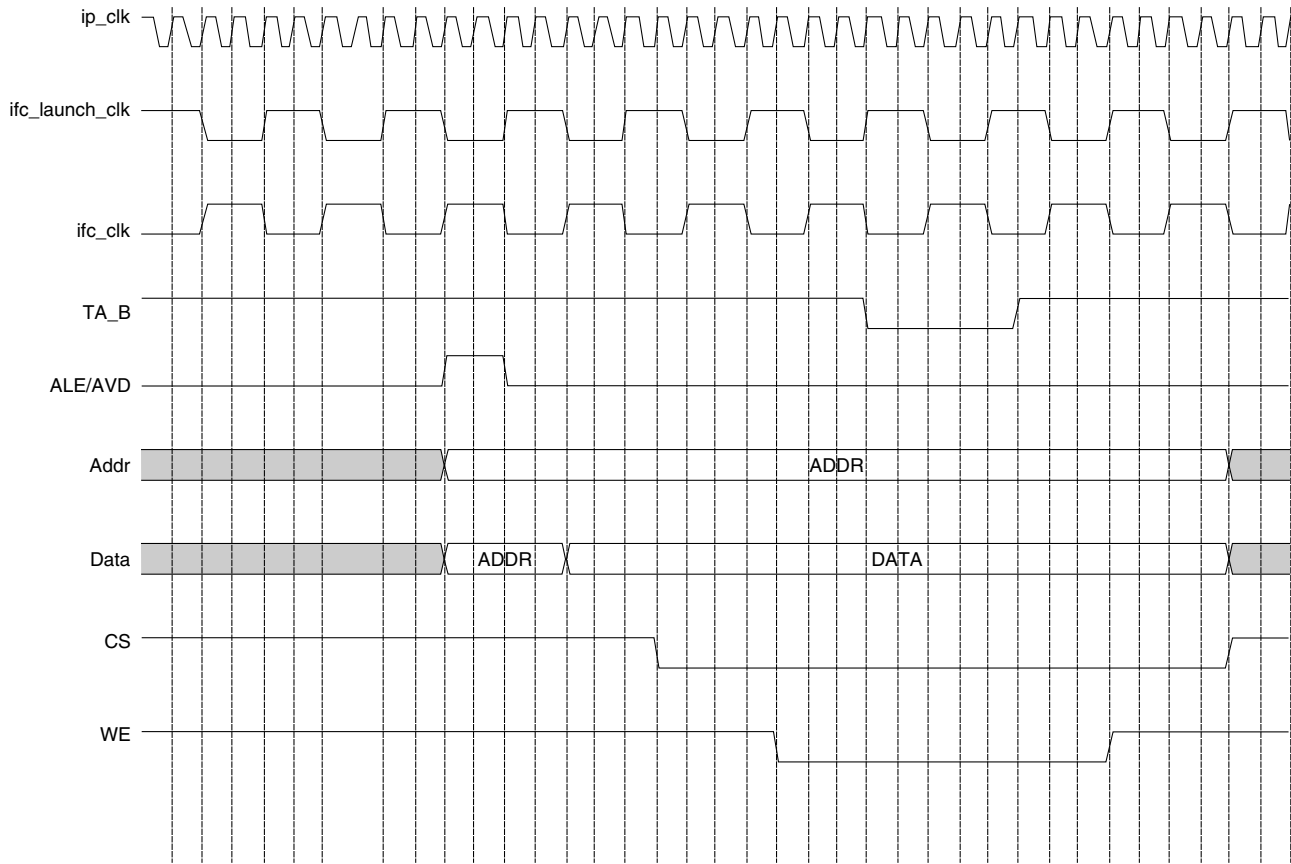 ip_clk
ifc_launch_clk
ifc_clk
TA_B
ALE/AVD
Addr
ADDR
Data
ADDR
DATA
CS
WE